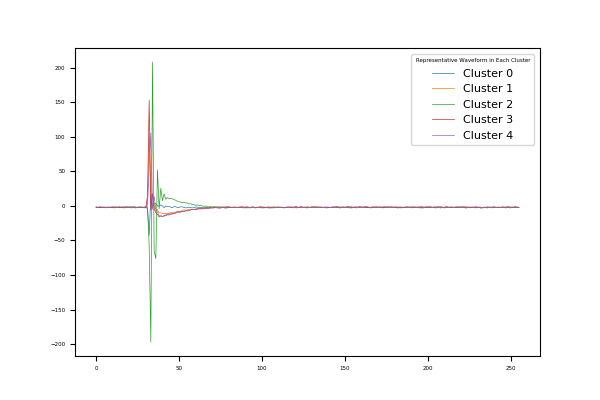 Representative Waveform in Each Cluster
Cluster 0
Cluster 1
Cluster 2
Cluster 3
Cluster 4
200
150
100
50
0
−50
−100
−150
−200
0 50 100 150 200 250